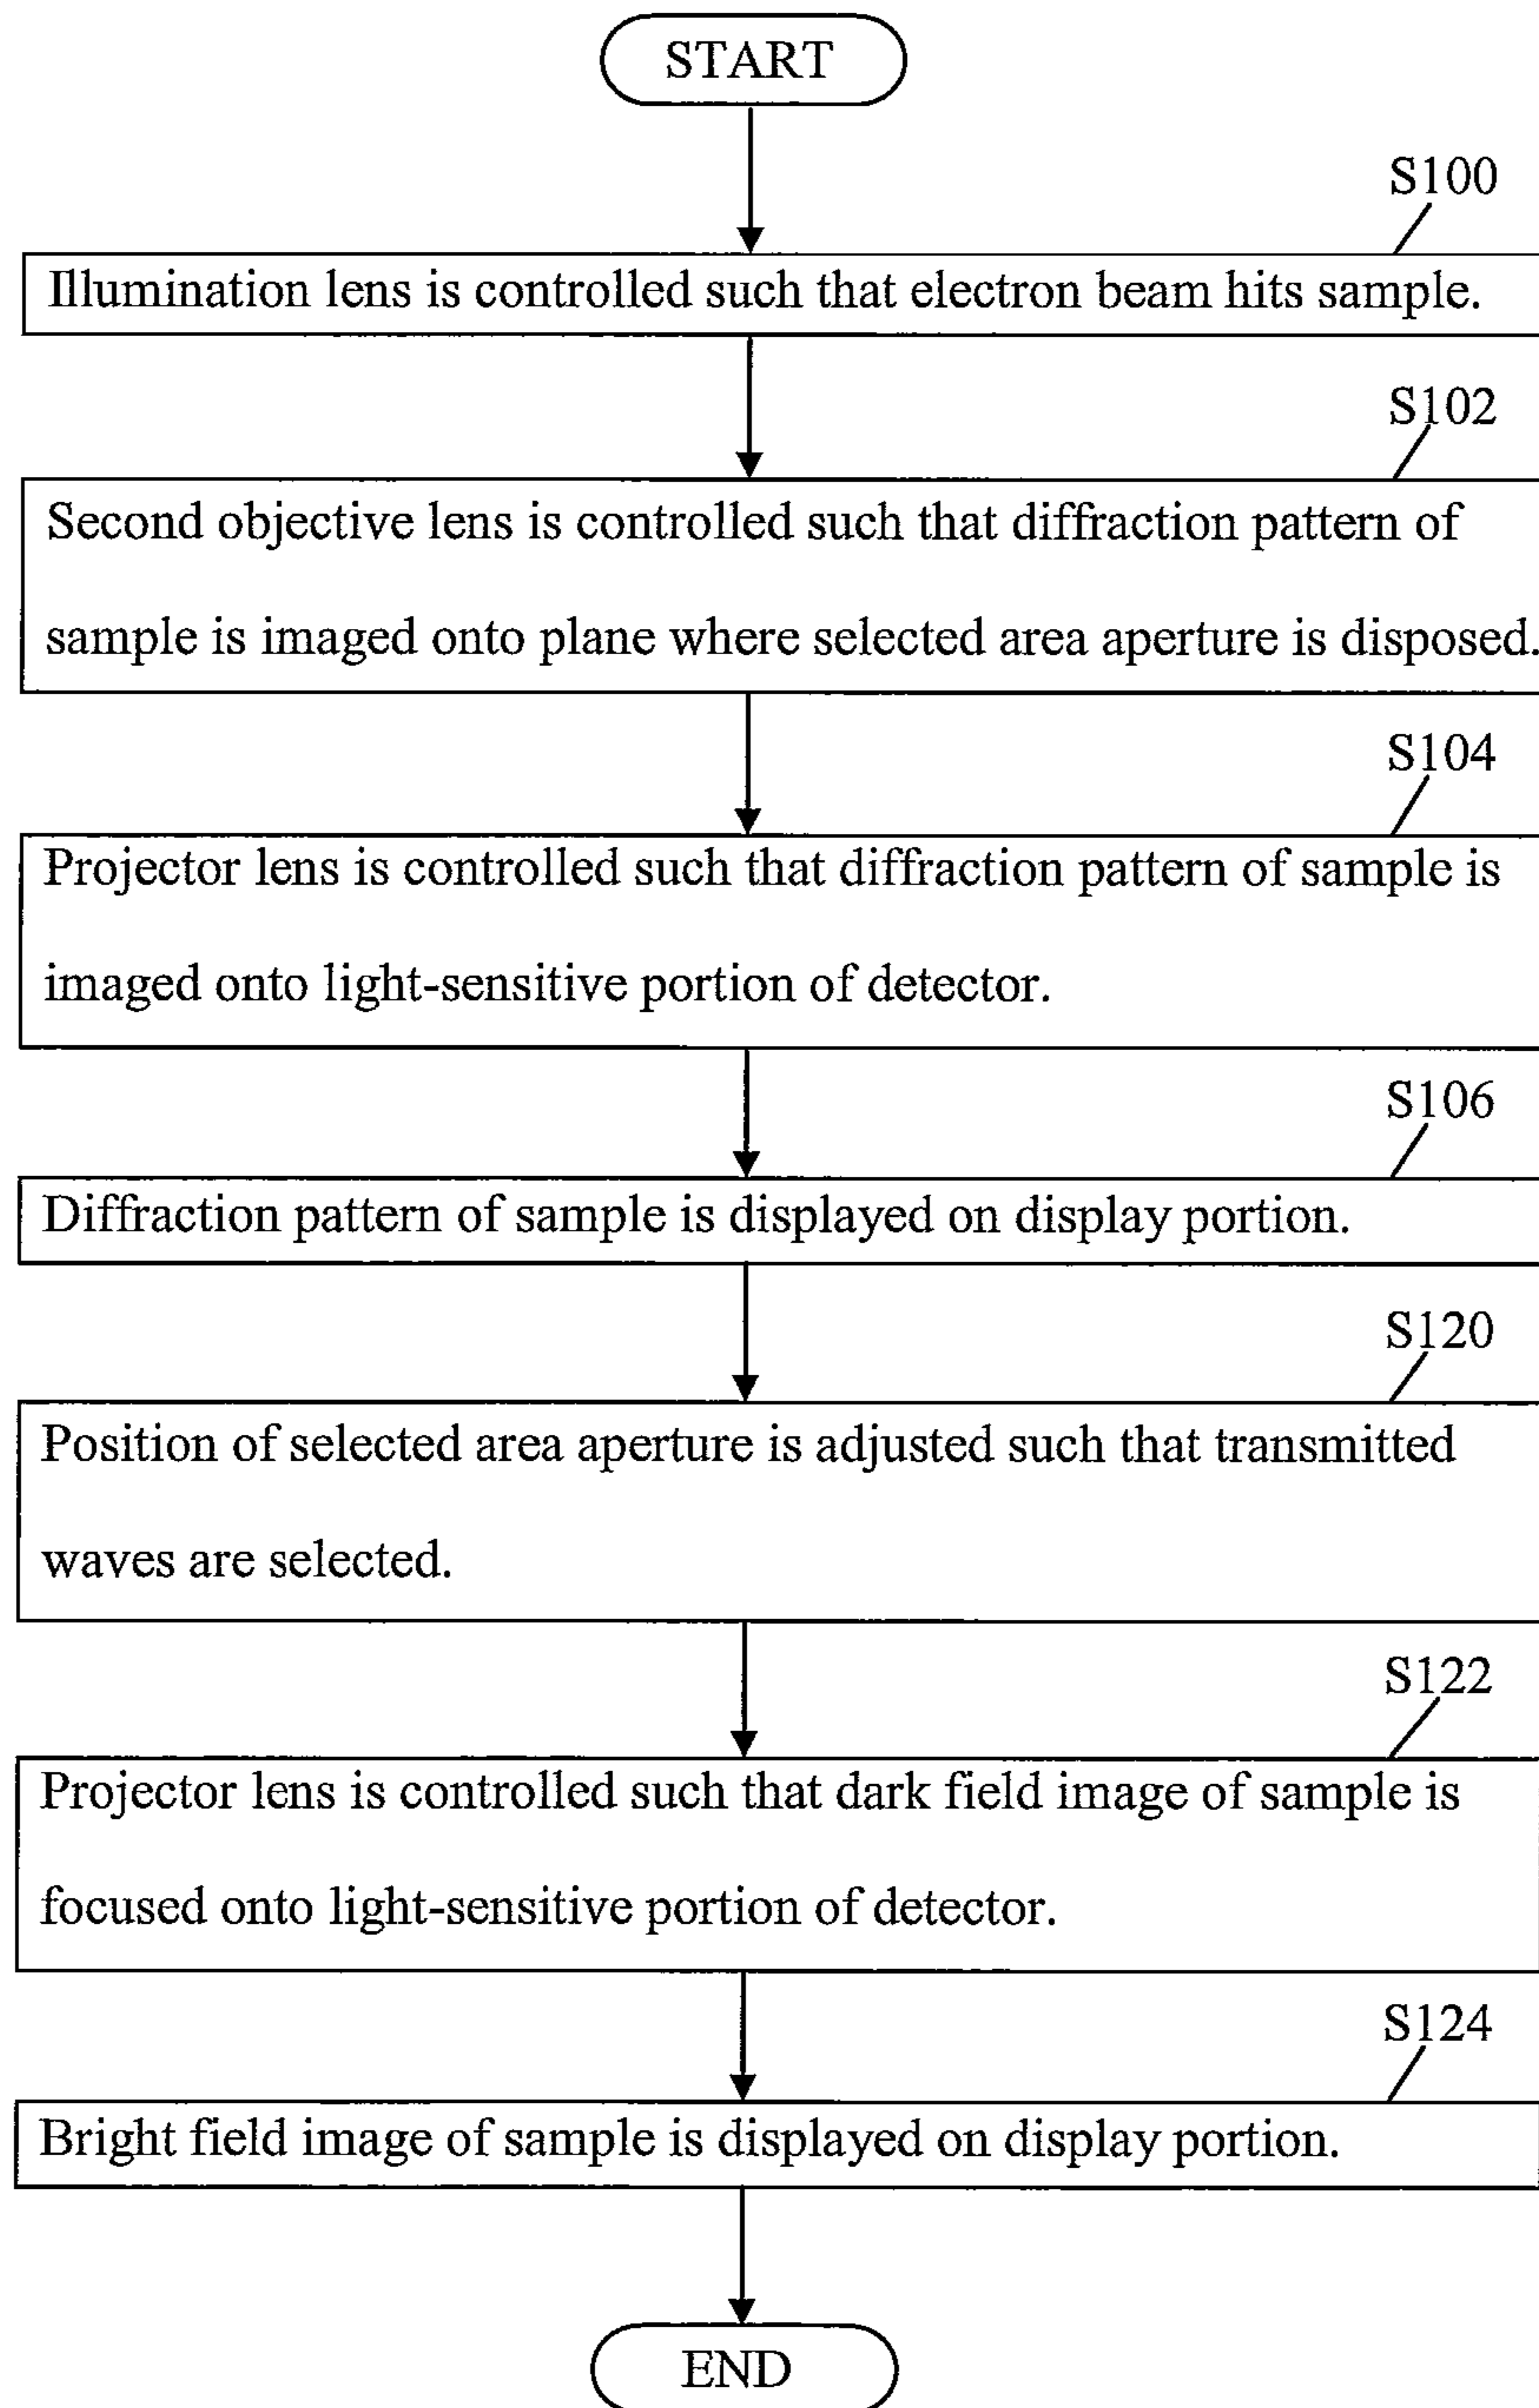 START
S100
Illumination lens is controlled such that electron beam hits sample.
S102
Second objective lens is controlled such that diffraction pattern of
sample is imaged onto plane where selected area aperture is disposed.
S104
Projector lens is controlled such that diffraction pattern of sample is
imaged onto light-sensitive portion of detector.
S106
Diffraction pattern of sample is displayed on display portion.
S120
Position of selected area aperture is adjusted such that transmitted
waves are selected.
S122
Projector lens is controlled such that dark field image of sample is
focused onto light-sensitive portion of detector.
S124
Bright field image of sample is displayed on display portion.
END